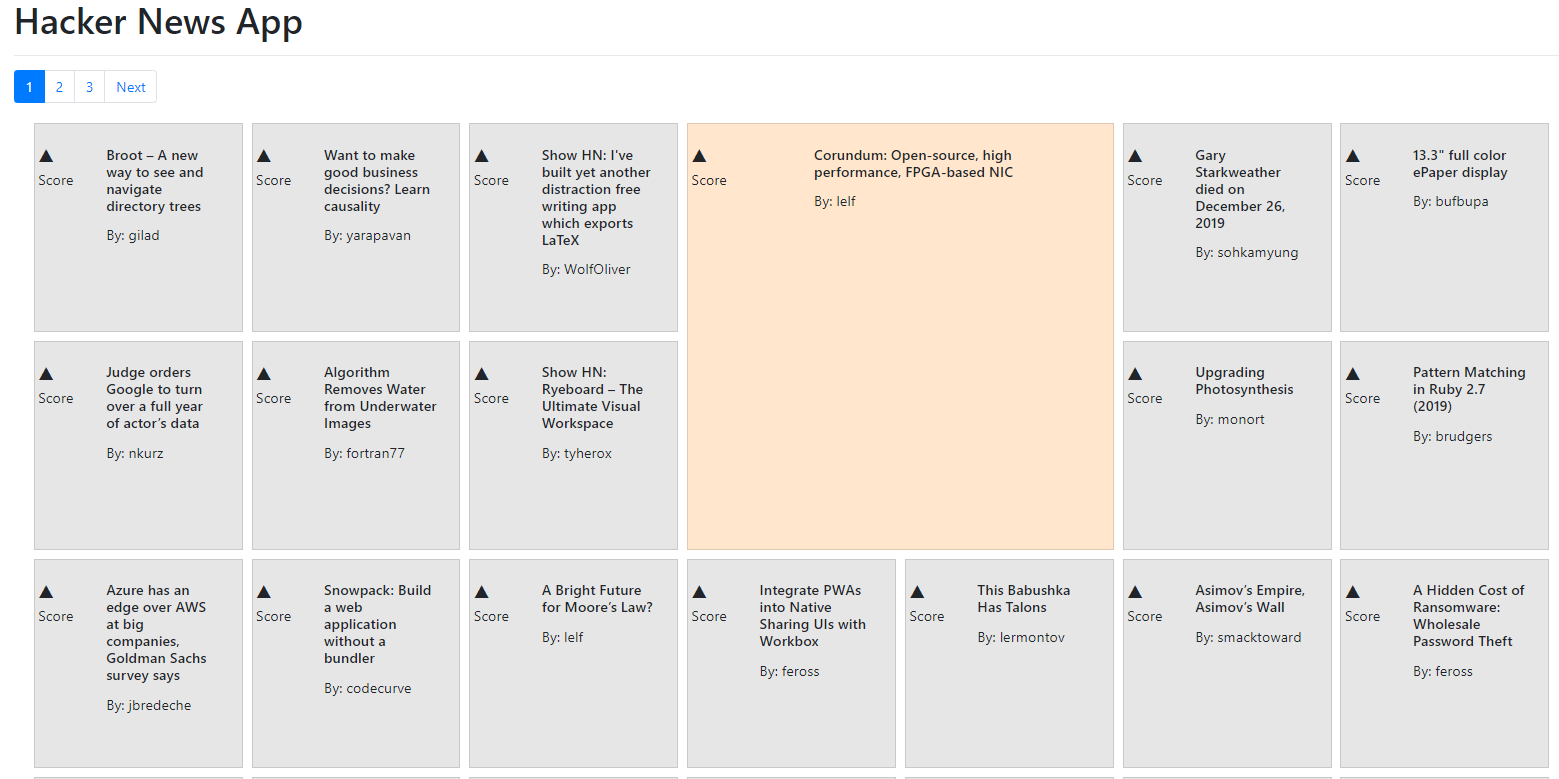 Hacker News App
1 2 3 Next
▲
Score
Broot – A new
way to see and
navigate
directory trees
By: gilad
▲
Score
Want to make
good business
decisions? Learn
causality
By: yarapavan
▲
Score
Show HN: I've
built yet another
distraction free
writing app
which exports
LaTeX
By: WolfOliver
▲
Score
Corundum: Open-source, high
performance, FPGA-based NIC
By: lelf
▲
Score
Gary
Starkweather
died on
December 26,
2019
By: sohkamyung
▲
Score
13.3" full color
ePaper display
By: bufbupa
▲
Score
Judge orders
Google to turn
over a full year
of actor’s data
By: nkurz
▲
Score
Algorithm
Removes Water
from Underwater
Images
By: fortran77
▲
Score
Show HN:
Ryeboard – The
Ultimate Visual
Workspace
By: tyherox
▲
Score
Upgrading
Photosynthesis
By: monort
▲
Score
Pattern Matching
in Ruby 2.7
(2019)
By: brudgers
▲
Score
Azure has an
edge over AWS
at big
companies,
Goldman Sachs
survey says
By: jbredeche
▲
Score
Snowpack: Build
a web
application
without a
bundler
By: codecurve
▲
Score
A Bright Future
for Moore’s Law?
By: lelf
▲
Score
Integrate PWAs
into Native
Sharing UIs with
Workbox
By: feross
▲
Score
This Babushka
Has Talons
By: lermontov
▲
Score
Asimov’s Empire,
Asimov’s Wall
By: smacktoward
▲
Score
A Hidden Cost of
Ransomware:
Wholesale
Password Theft
By: feross